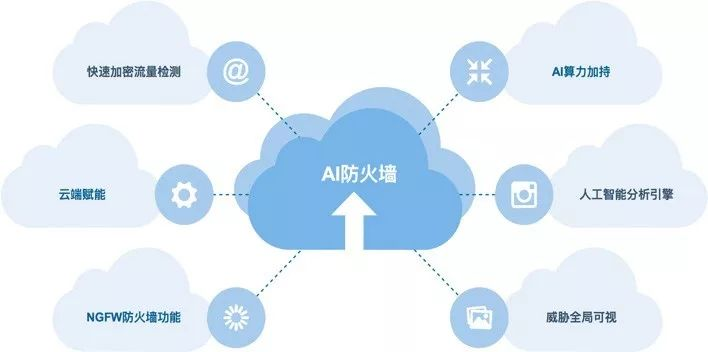 快速加密流量检测
@
AI算力加持
AI防火墙
云端赋能
人工智能分析引擎
NGFW防火墙功能
威胁全局可视